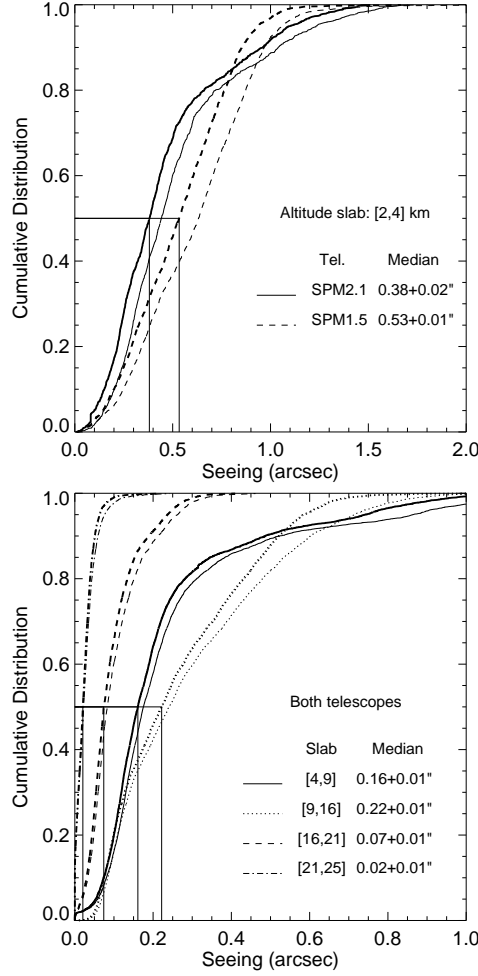 1.0
0.8
0.6
0.4
0.2
0.0
Cumulative Distribution
Altitude slab: [2,4] km
Tel. Median
SPM2.1 0.38+0.02"
SPM1.5 0.53+0.01"
0.0 0.5 1.0 1.5 2.0
Seeing (arcsec)
1.0
0.8
0.6
0.4
0.2
0.0
Cumulative Distribution
Both telescopes
Slab Median
[4,9] 0.16+0.01"
[9,16] 0.22+0.01"
[16,21] 0.07+0.01"
[21,25] 0.02+0.01"
0.0 0.2 0.4 0.6 0.8 1.0
Seeing (arcsec)